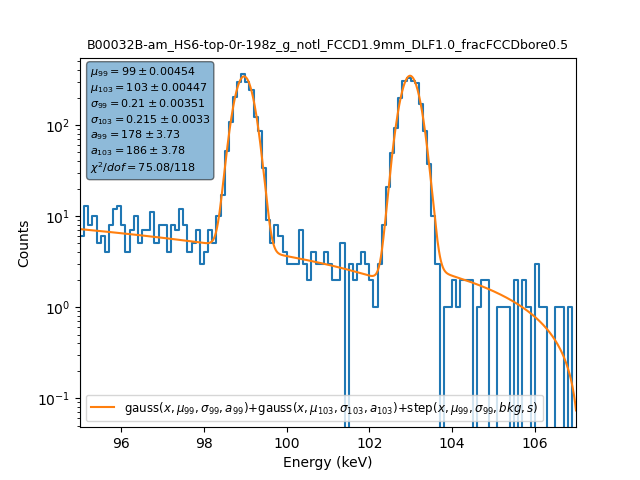 B00032B-am_HS6-top-0r-198z_g_notl_FCCD1.9mm_DLF1.0_fracFCCDbore0.5
μ₉₉ = 99 ± 0.00454
μ₁₀₃ = 103 ± 0.00447
σ₉₉ = 0.21 ± 0.00351
σ₁₀₃ = 0.215 ± 0.0033
a₉₉ = 178 ± 3.73
a₁₀₃ = 186 ± 3.78
χ²/dof = 75.08/118
Counts
10²
10¹
10⁰
10⁻¹
gauss(x, μ₉₉, σ₉₉, a₉₉)+gauss(x, μ₁₀₃, σ₁₀₃, a₁₀₃)+step(x, μ₉₉, σ₉₉, bkg, s)
96 98 100 102 104 106
Energy (keV)